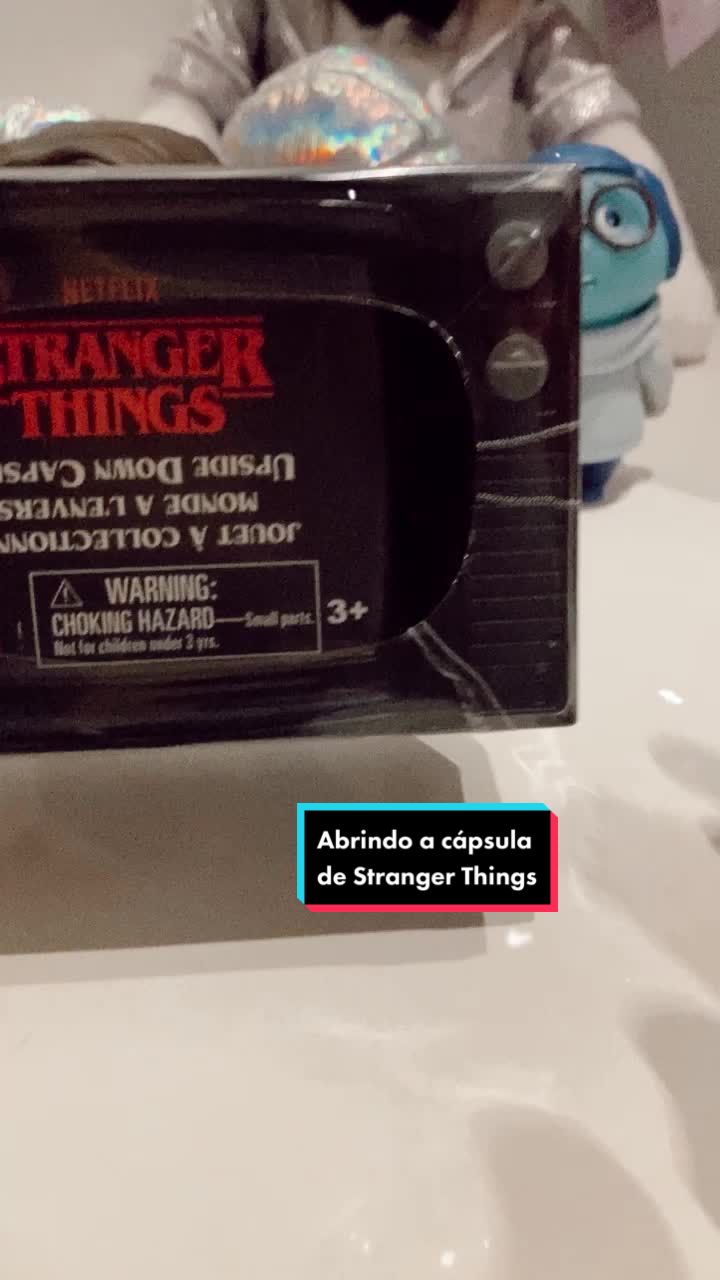 NETFLIX
STRANGER
THINGS
UPSIDE DOWN CAPS
MONDE A L'ENVERS
JOUET À COLLECTIONN
WARNING:
CHOKING HAZARD—Small parts.
Not for children under 3 yrs.
3+
Abrindo a cápsula
de Stranger Things